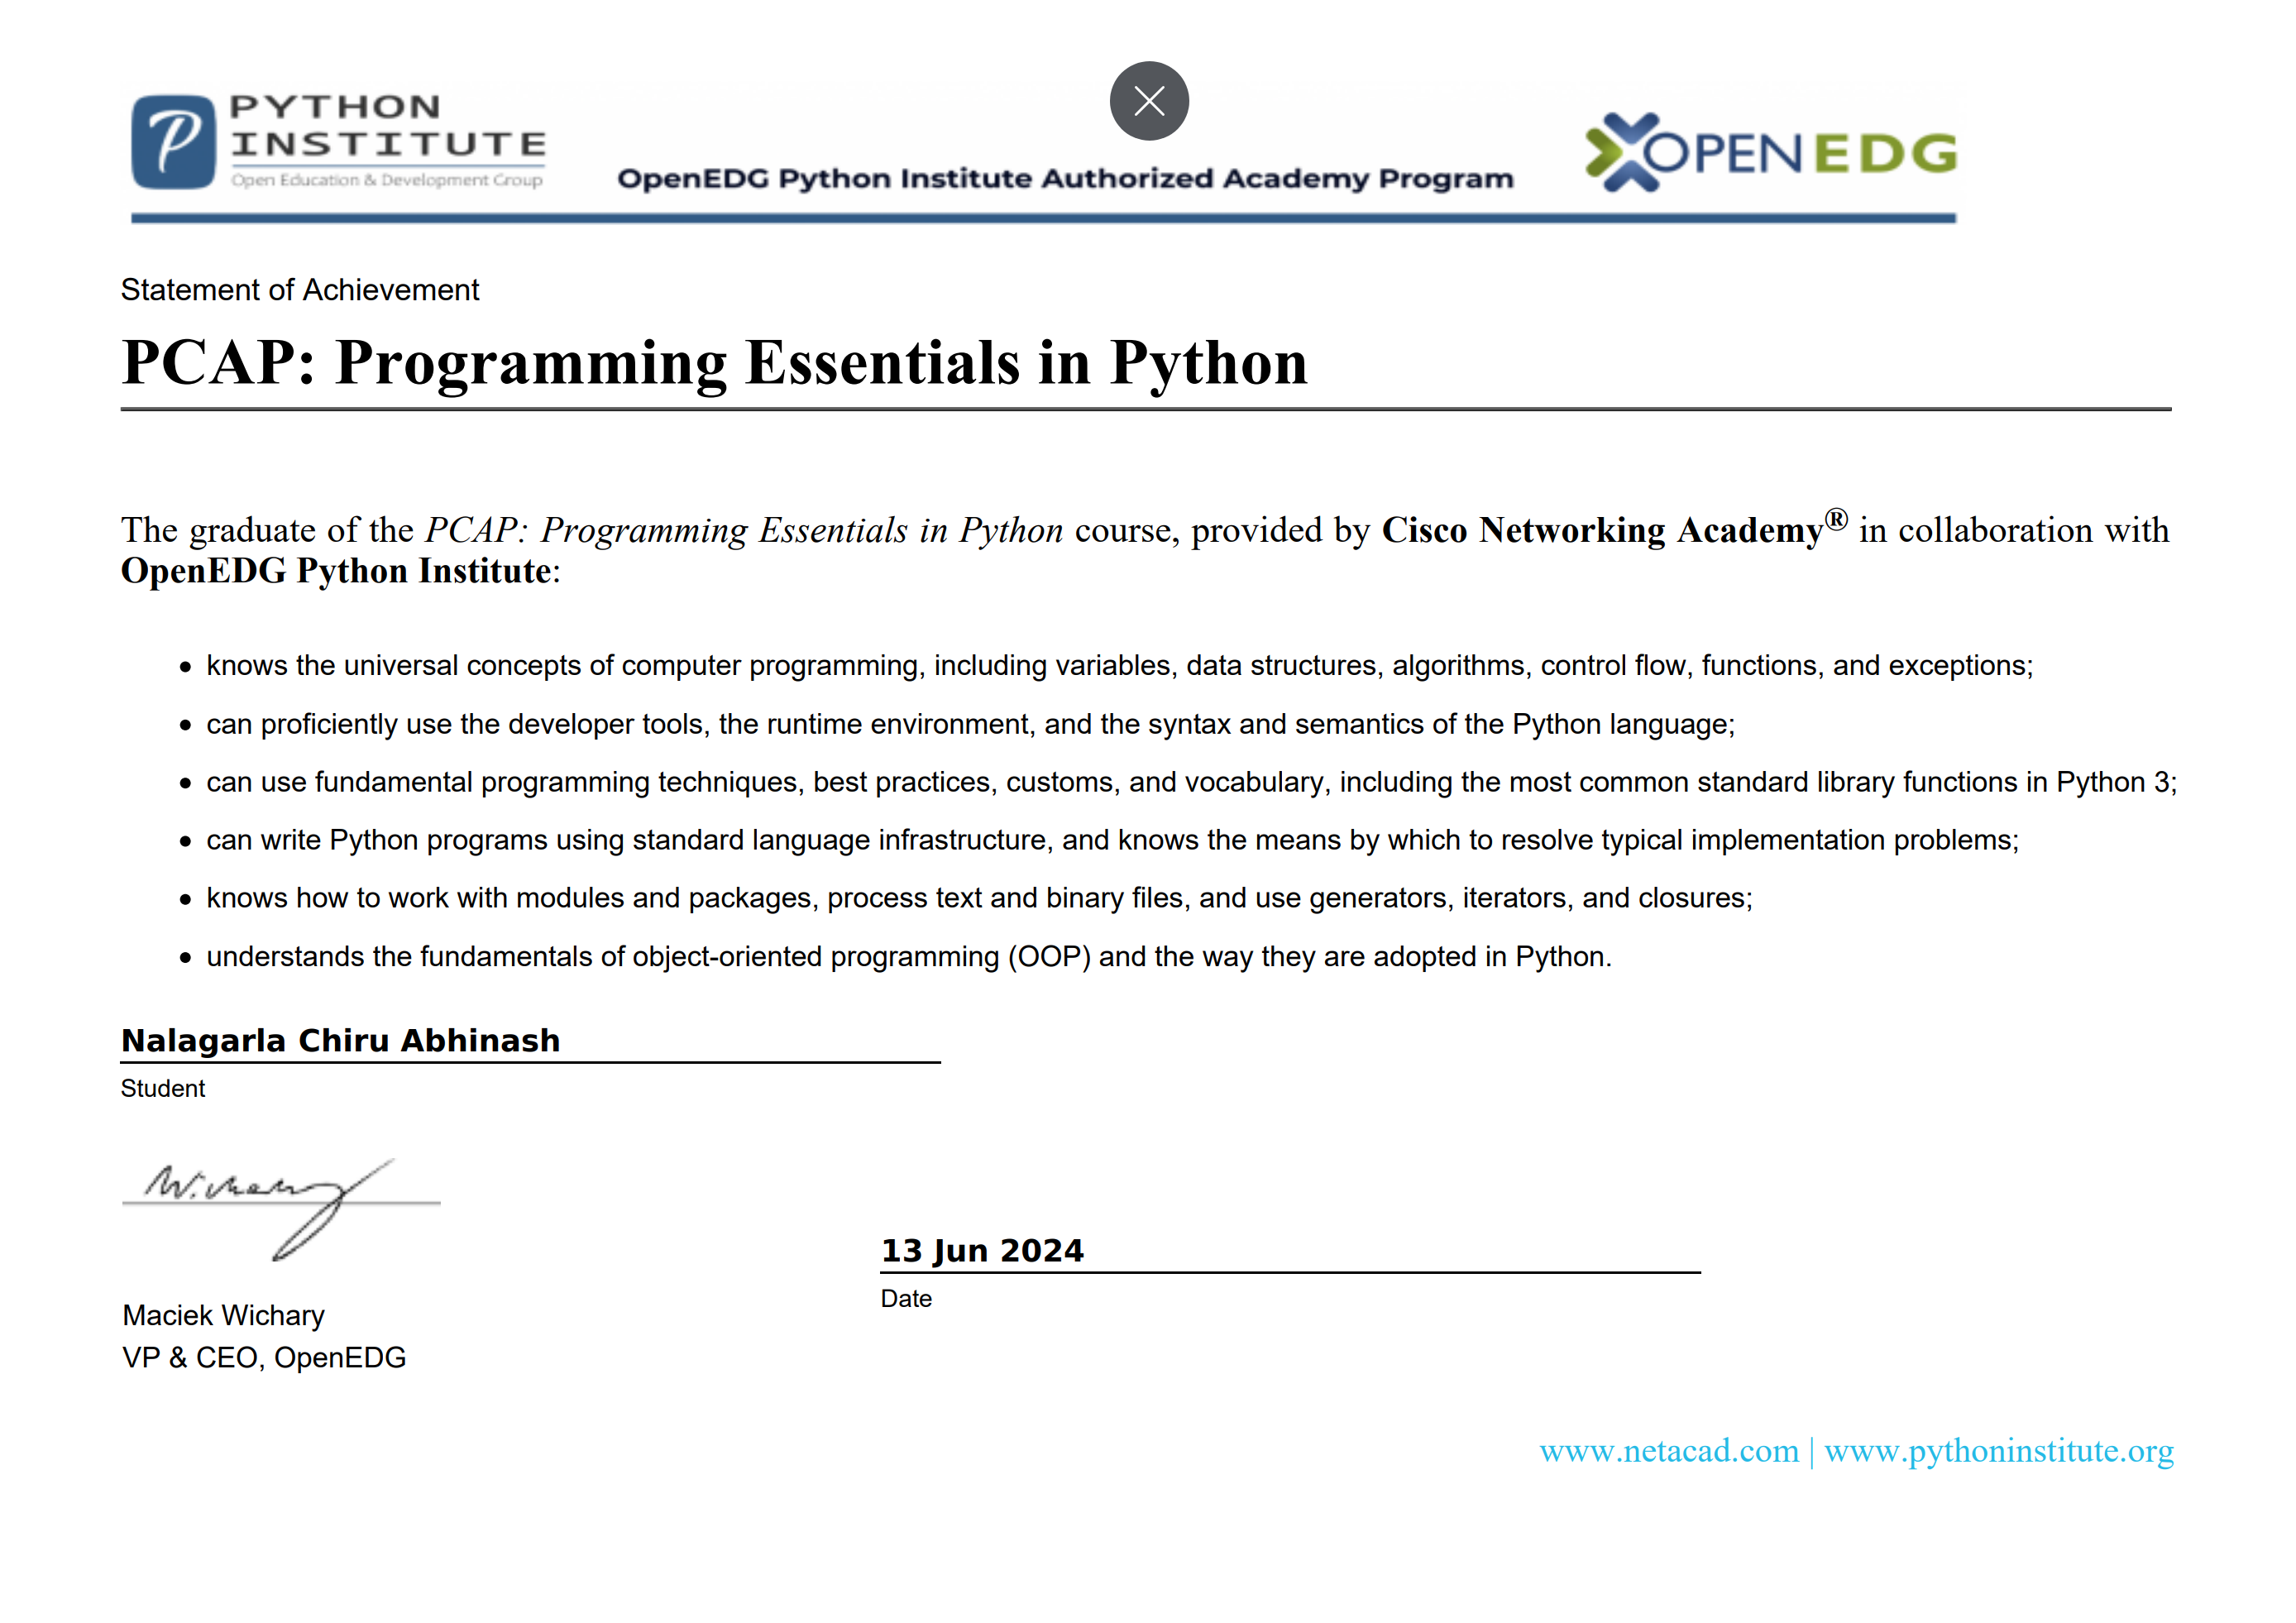 PYTHON
INSTITUTE
Open Education & Development Group
OpenEDG Python Institute Authorized Academy Program
OPENEDG
Statement of Achievement
PCAP: Programming Essentials in Python
The graduate of the PCAP: Programming Essentials in Python course, provided by Cisco Networking Academy® in collaboration with
OpenEDG Python Institute:
• knows the universal concepts of computer programming, including variables, data structures, algorithms, control flow, functions, and exceptions;
• can proficiently use the developer tools, the runtime environment, and the syntax and semantics of the Python language;
• can use fundamental programming techniques, best practices, customs, and vocabulary, including the most common standard library functions in Python 3;
• can write Python programs using standard language infrastructure, and knows the means by which to resolve typical implementation problems;
• knows how to work with modules and packages, process text and binary files, and use generators, iterators, and closures;
• understands the fundamentals of object-oriented programming (OOP) and the way they are adopted in Python.
Nalagarla Chiru Abhinash
Student
W.Wichary
13 Jun 2024
Date
Maciek Wichary
VP & CEO, OpenEDG
www.netacad.com | www.pythoninstitute.org